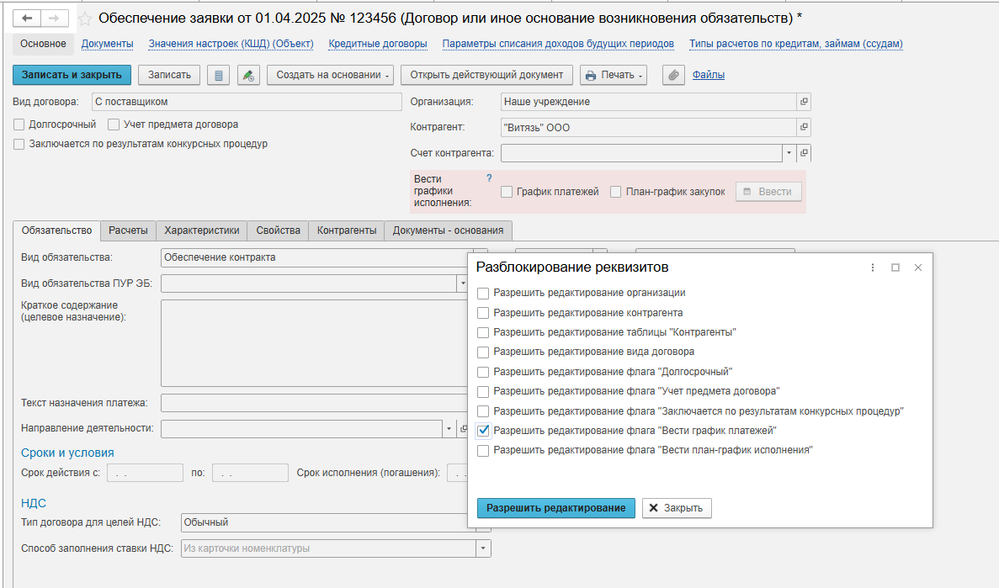 Обеспечение заявки от 01.04.2025 № 123456 (Договор или иное основание возникновения обязательств) *
Основное Документы Значения настроек (КШД) (Объект) Кредитные договоры Параметры списания доходов будущих периодов Типы расчетов по кредитам, займам (ссудам)
Записать и закрыть Записать Создать на основании Открыть действующий документ Печать Файлы
Вид договора: С поставщиком Организация: Наше учреждение
Долгосрочный Учет предмета договора Контрагент: "Витязь" ООО
Заключается по результатам конкурсных процедур
Счет контрагента:
Вести графики исполнения: ? График платежей План-график закупок Ввести
Обязательство Расчеты Характеристики Свойства Контрагенты Документы - основания
Вид обязательства: Обеспечение контракта
Вид обязательства ПУР ЭБ:
Краткое содержание
(целевое назначение):
Текст назначения платежа:
Направление деятельности:
Сроки и условия
Срок действия с: . . по: . . Срок исполнения (погашения): . .
НДС
Тип договора для целей НДС: Обычный
Способ заполнения ставки НДС: Из карточки номенклатуры
Разблокирование реквизитов
Разрешить редактирование организации
Разрешить редактирование контрагента
Разрешить редактирование таблицы "Контрагенты"
Разрешить редактирование вида договора
Разрешить редактирование флага "Долгосрочный"
Разрешить редактирование флага "Учет предмета договора"
Разрешить редактирование флага "Заключается по результатам конкурсных процедур"
Разрешить редактирование флага "Вести график платежей"
Разрешить редактирование флага "Вести план-график исполнения"
Разрешить редактирование Закрыть